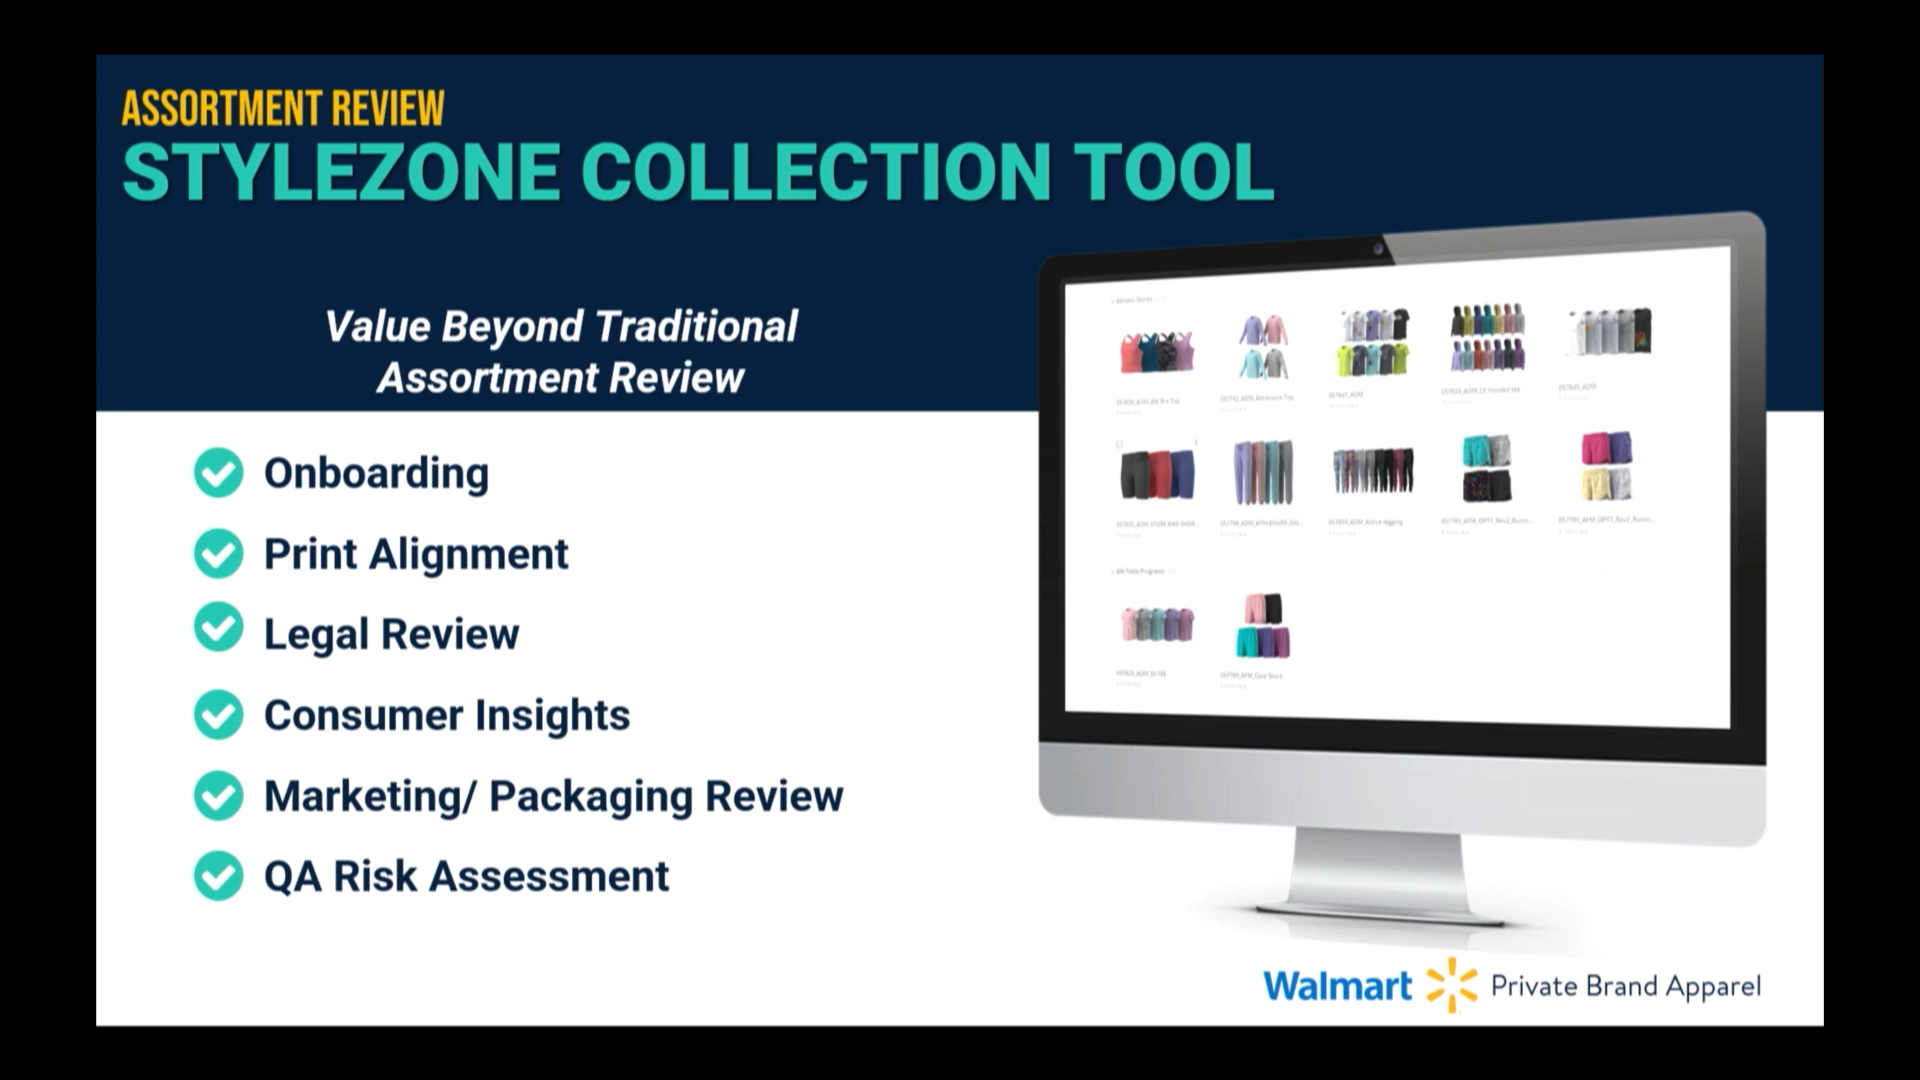 ASSORTMENT REVIEW
STYLEZONE COLLECTION TOOL
Value Beyond Traditional
Assortment Review
Onboarding
Print Alignment
Legal Review
Consumer Insights
Marketing/ Packaging Review
QA Risk Assessment
Walmart Private Brand Apparel